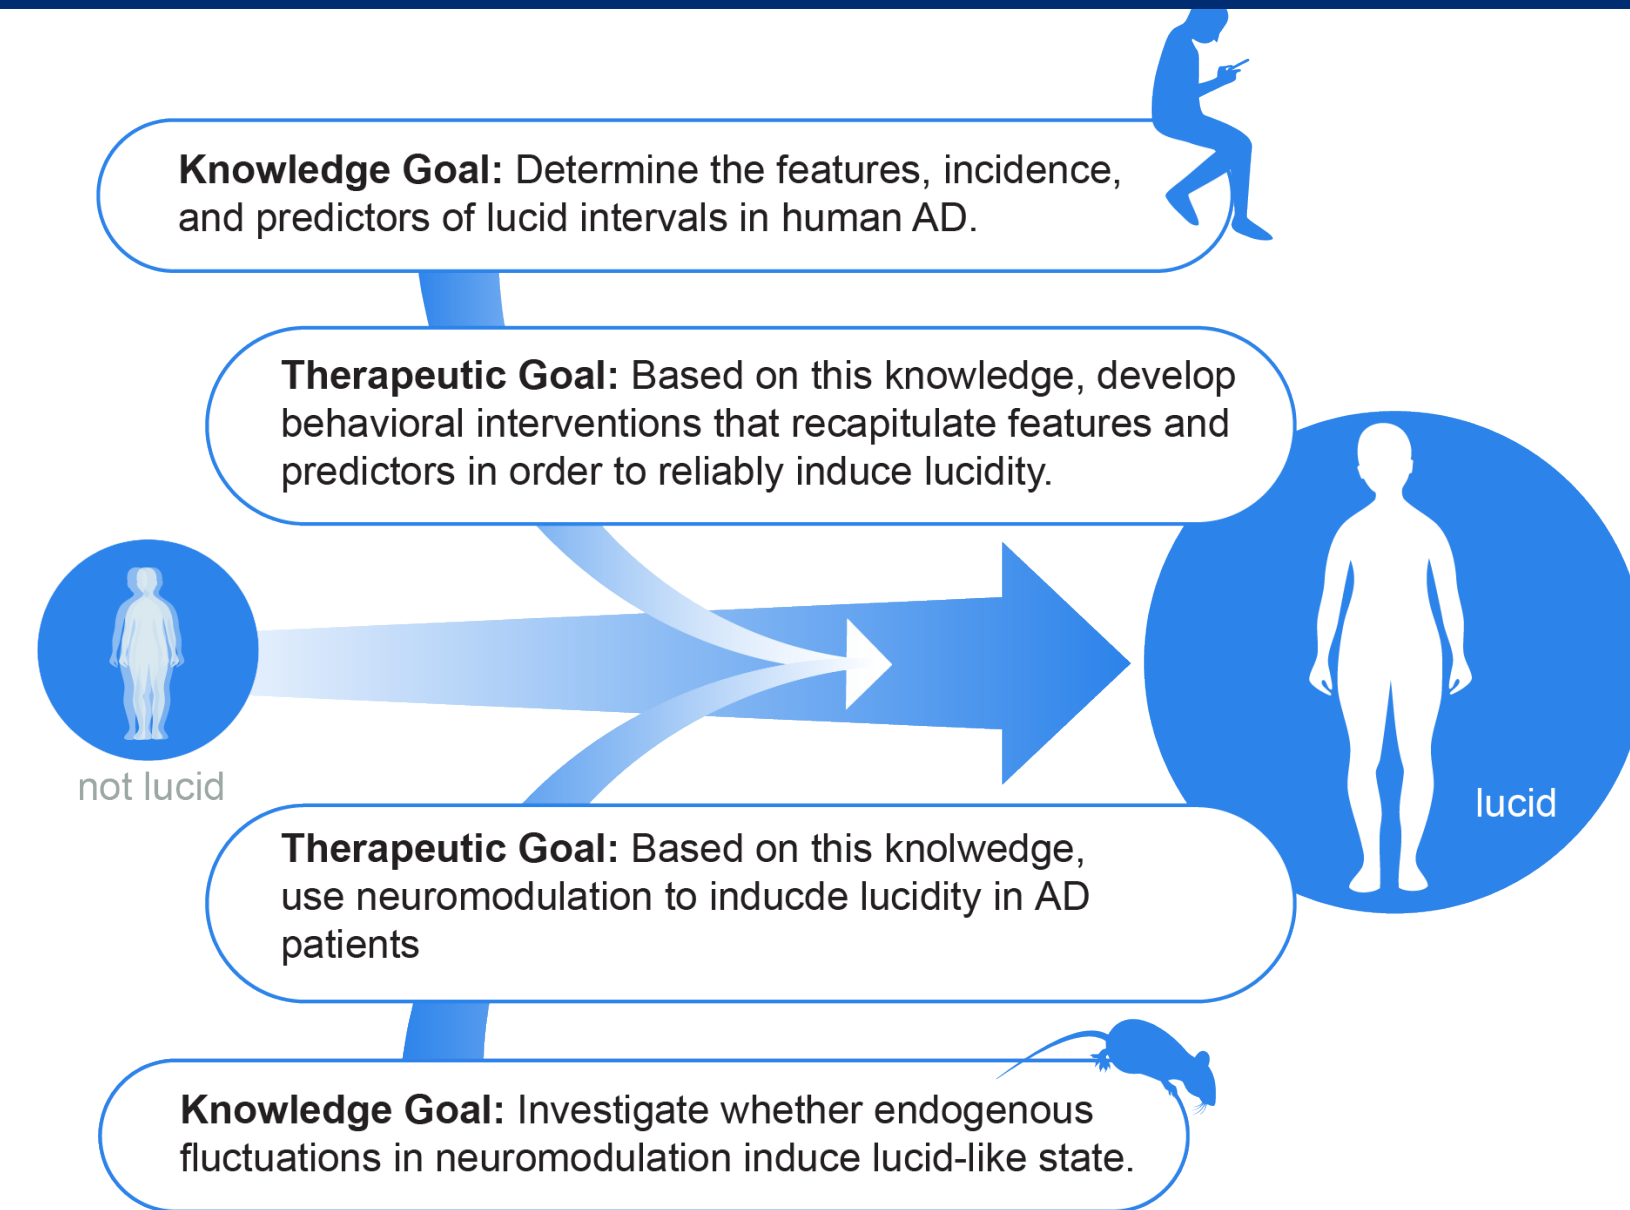 Knowledge Goal: Determine the features, incidence,
and predictors of lucid intervals in human AD.
Therapeutic Goal: Based on this knowledge, develop
behavioral interventions that recapitulate features and
predictors in order to reliably induce lucidity.
not lucid
lucid
Therapeutic Goal: Based on this knolwedge,
use neuromodulation to inducde lucidity in AD
patients
Knowledge Goal: Investigate whether endogenous
fluctuations in neuromodulation induce lucid-like state.